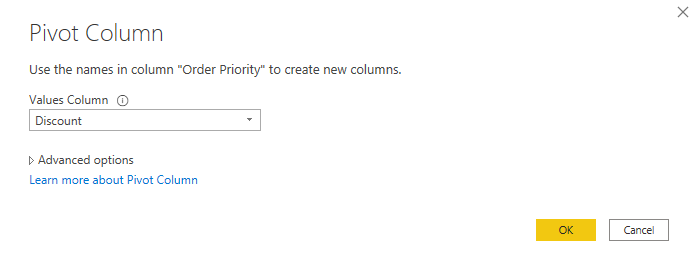 Pivot Column
Use the names in column "Order Priority" to create new columns.
Values Column
Discount
Advanced options
Learn more about Pivot Column
OK Cancel